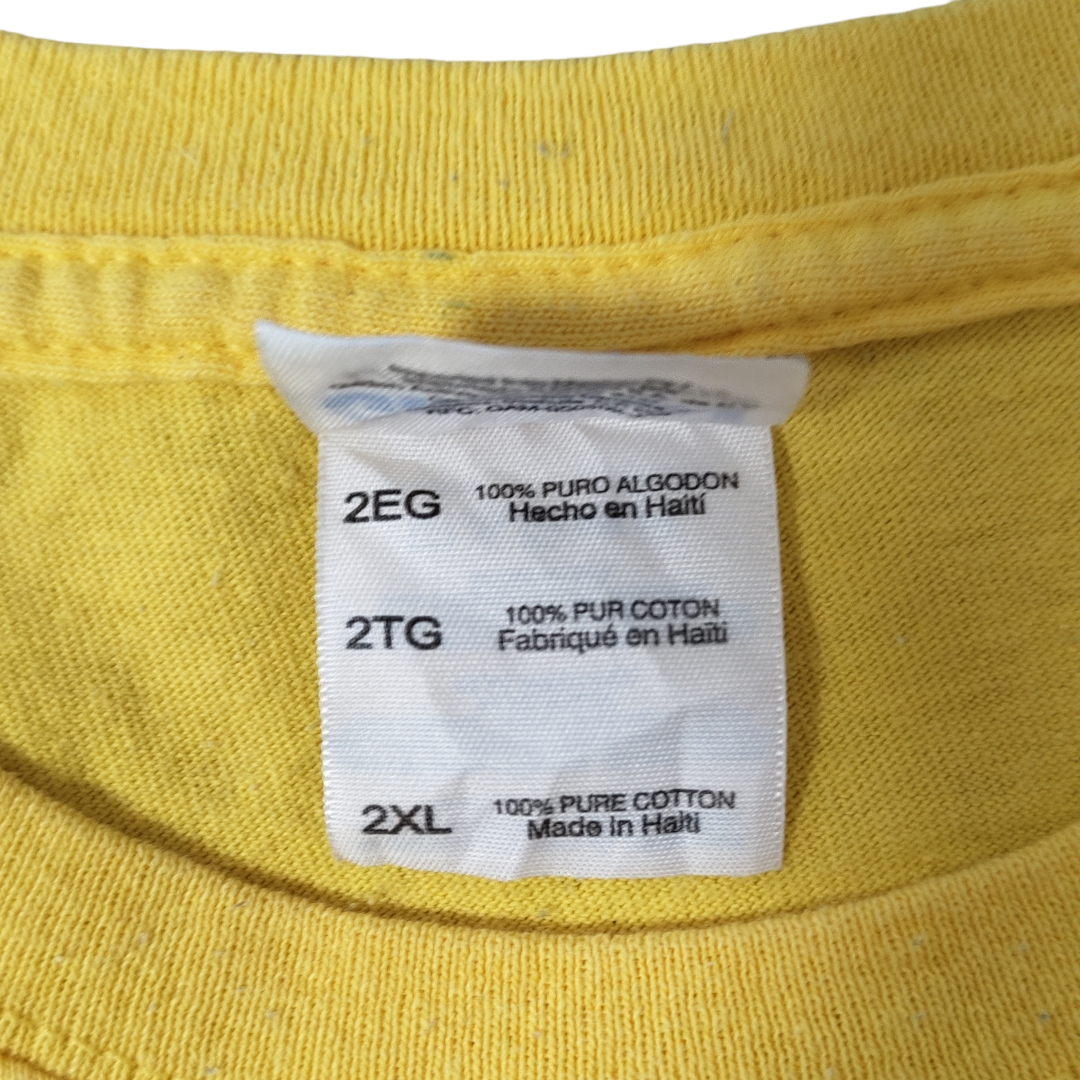 2EG 100% PURO ALGODON
Hecho en Haití
2TG 100% PUR COTON
Fabriqué en Haïti
2XL 100% PURE COTTON
Made in Haiti